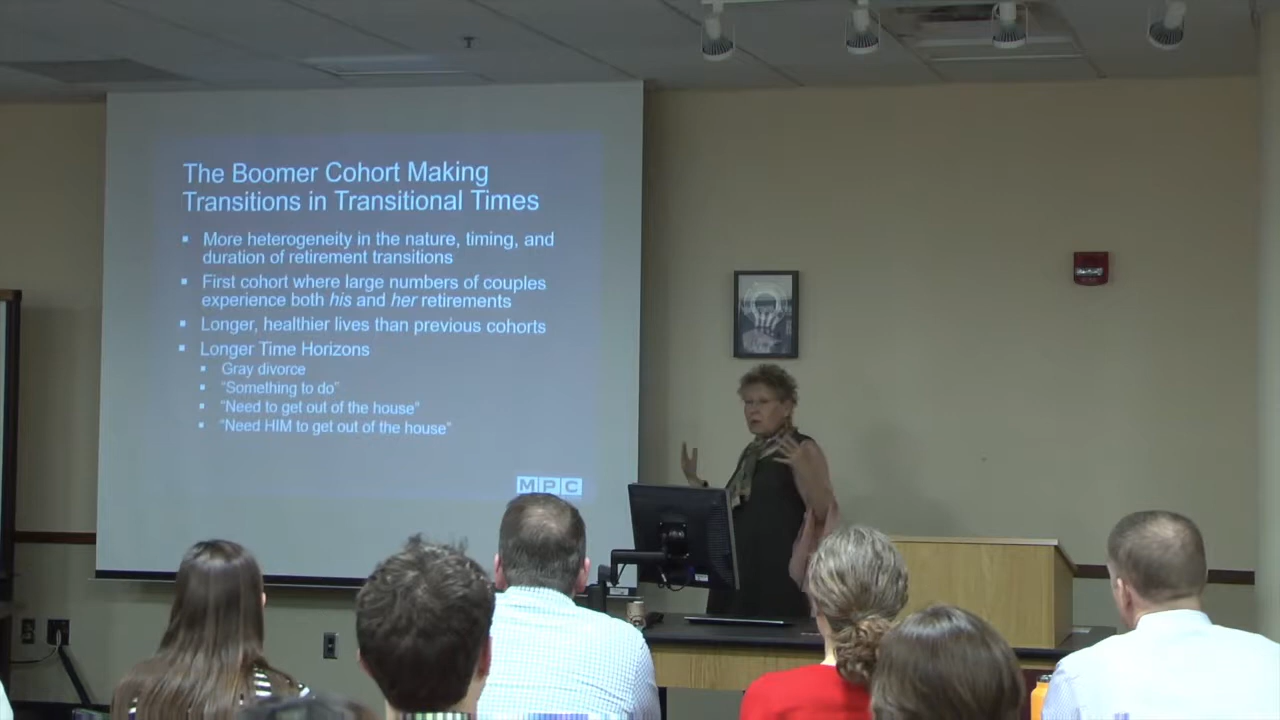 The Boomer Cohort Making
Transitions in Transitional Times
▪ More heterogeneity in the nature, timing, and
duration of retirement transitions
▪ First cohort where large numbers of couples
experience both his and her retirements
▪ Longer, healthier lives than previous cohorts
▪ Longer Time Horizons
▪ Gray divorce
▪ "Something to do"
▪ "Need to get out of the house"
▪ "Need HIM to get out of the house"
MPC